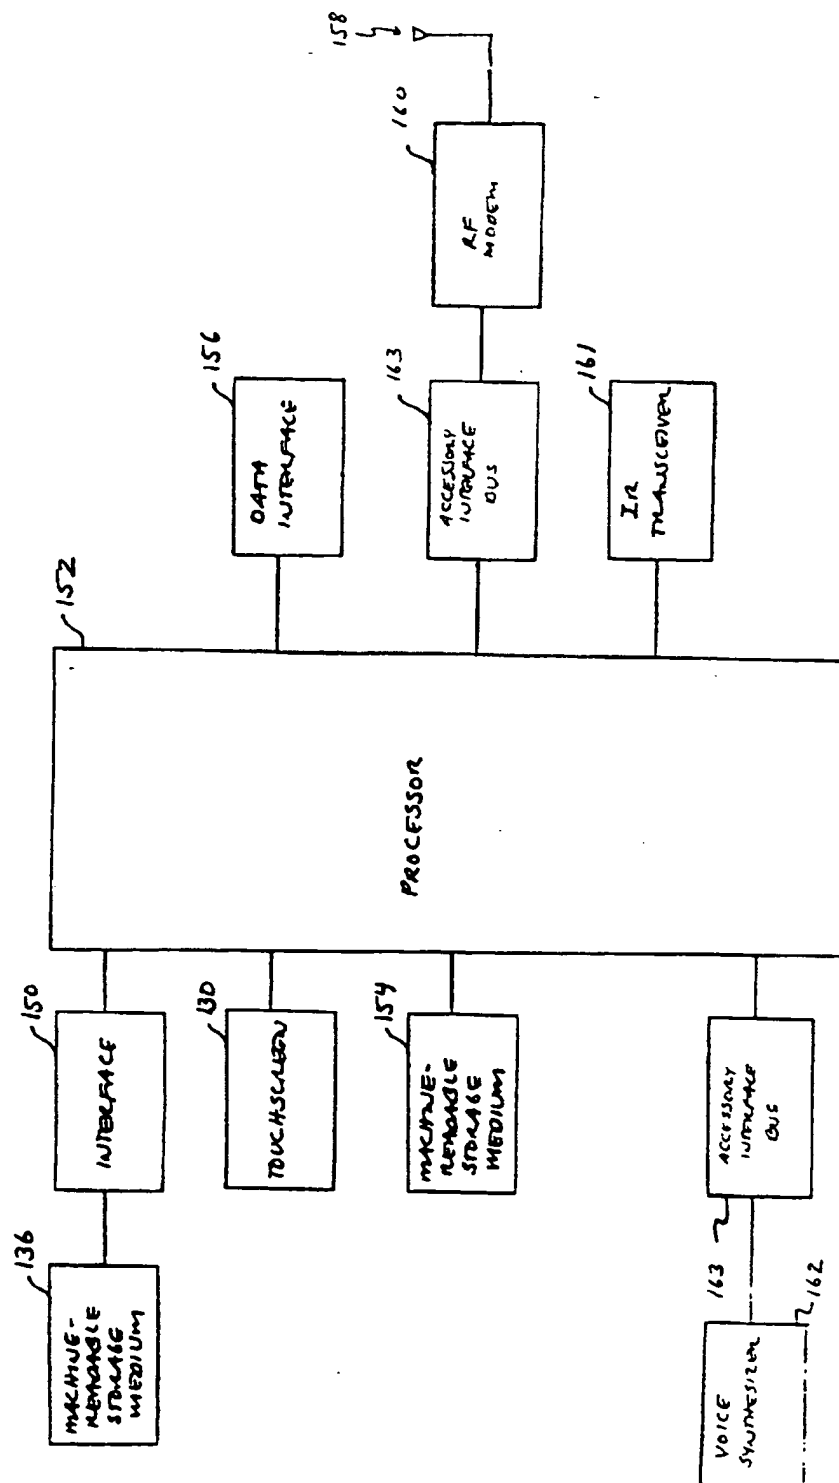 136
MACHINE-
READABLE
STORAGE
MEDIUM
150
INTERFACE
130
TOUCHSCREEN
154
MACHINE-
READABLE
STORAGE
MEDIUM
VOICE
SYNTHESIZER
162
163
ACCESSORY
INTERFACE
BUS
152
PROCESSOR
156
DATA
INTERFACE
163
ACCESSORY
INTERFACE
BUS
161
IR
TRANSCEIVER
160
RF
MODEM
158